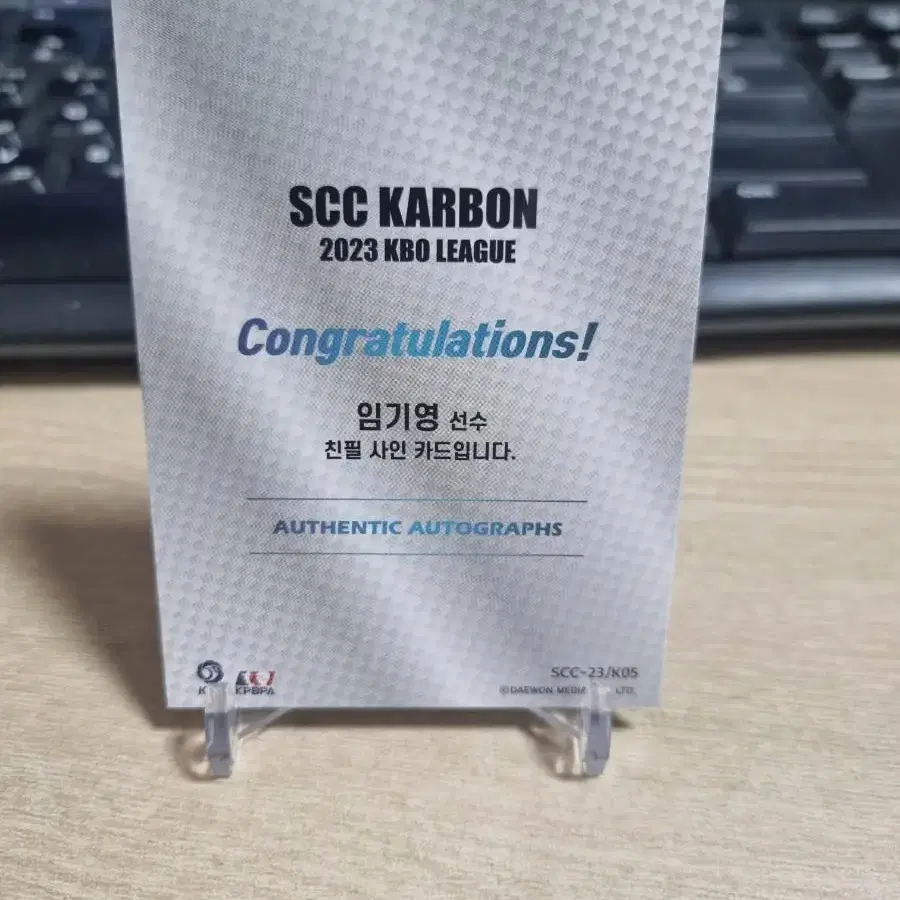 SCC KARBON
2023 KBO LEAGUE
Congratulations!
임기영 선수
친필 사인 카드입니다.
AUTHENTIC AUTOGRAPHS
SCC-23/K05
KPBPA
©DAEWON MEDIA LTD.